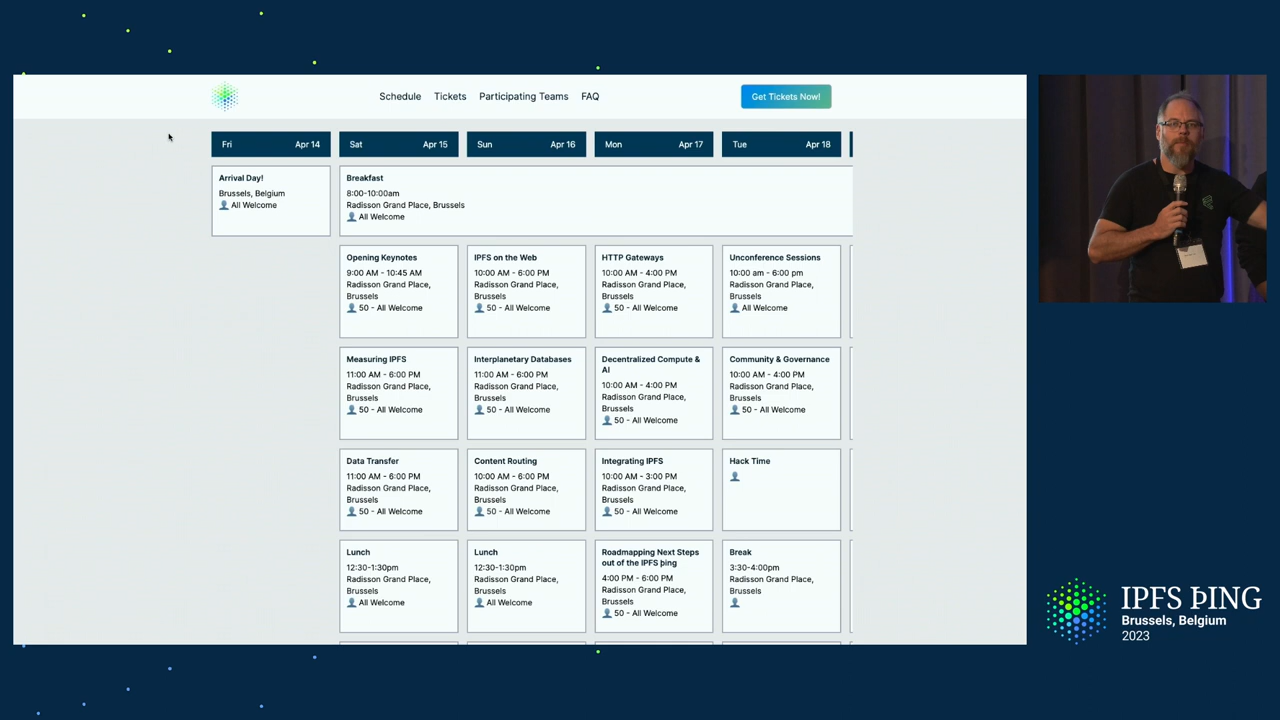 Schedule
Tickets
Participating Teams
FAQ
Get Tickets Now!
Fri Apr 14
Sat Apr 15
Sun Apr 16
Mon Apr 17
Tue Apr 18
Arrival Day!
Brussels, Belgium
All Welcome
Breakfast
8:00-10:00am
Radisson Grand Place, Brussels
All Welcome
Opening Keynotes
9:00 AM - 10:45 AM
Radisson Grand Place,
Brussels
50 - All Welcome
IPFS on the Web
10:00 AM - 6:00 PM
Radisson Grand Place,
Brussels
50 - All Welcome
HTTP Gateways
10:00 AM - 4:00 PM
Radisson Grand Place,
Brussels
50 - All Welcome
Unconference Sessions
10:00 am - 6:00 pm
Radisson Grand Place,
Brussels
All Welcome
Measuring IPFS
11:00 AM - 6:00 PM
Radisson Grand Place,
Brussels
50 - All Welcome
Interplanetary Databases
11:00 AM - 6:00 PM
Radisson Grand Place,
Brussels
50 - All Welcome
Decentralized Compute &
AI
10:00 AM - 4:00 PM
Radisson Grand Place,
Brussels
50 - All Welcome
Community & Governance
10:00 AM - 4:00 PM
Radisson Grand Place,
Brussels
50 - All Welcome
Data Transfer
11:00 AM - 6:00 PM
Radisson Grand Place,
Brussels
50 - All Welcome
Content Routing
10:00 AM - 6:00 PM
Radisson Grand Place,
Brussels
50 - All Welcome
Integrating IPFS
10:00 AM - 3:00 PM
Radisson Grand Place,
Brussels
50 - All Welcome
Hack Time
Lunch
12:30-1:30pm
Radisson Grand Place,
Brussels
All Welcome
Lunch
12:30-1:30pm
Radisson Grand Place,
Brussels
All Welcome
Roadmapping Next Steps
out of the IPFS þing
4:00 PM - 6:00 PM
Radisson Grand Place,
Brussels
50 - All Welcome
Break
3:30-4:00pm
Radisson Grand Place,
Brussels
IPFS ÞING
Brussels, Belgium
2023